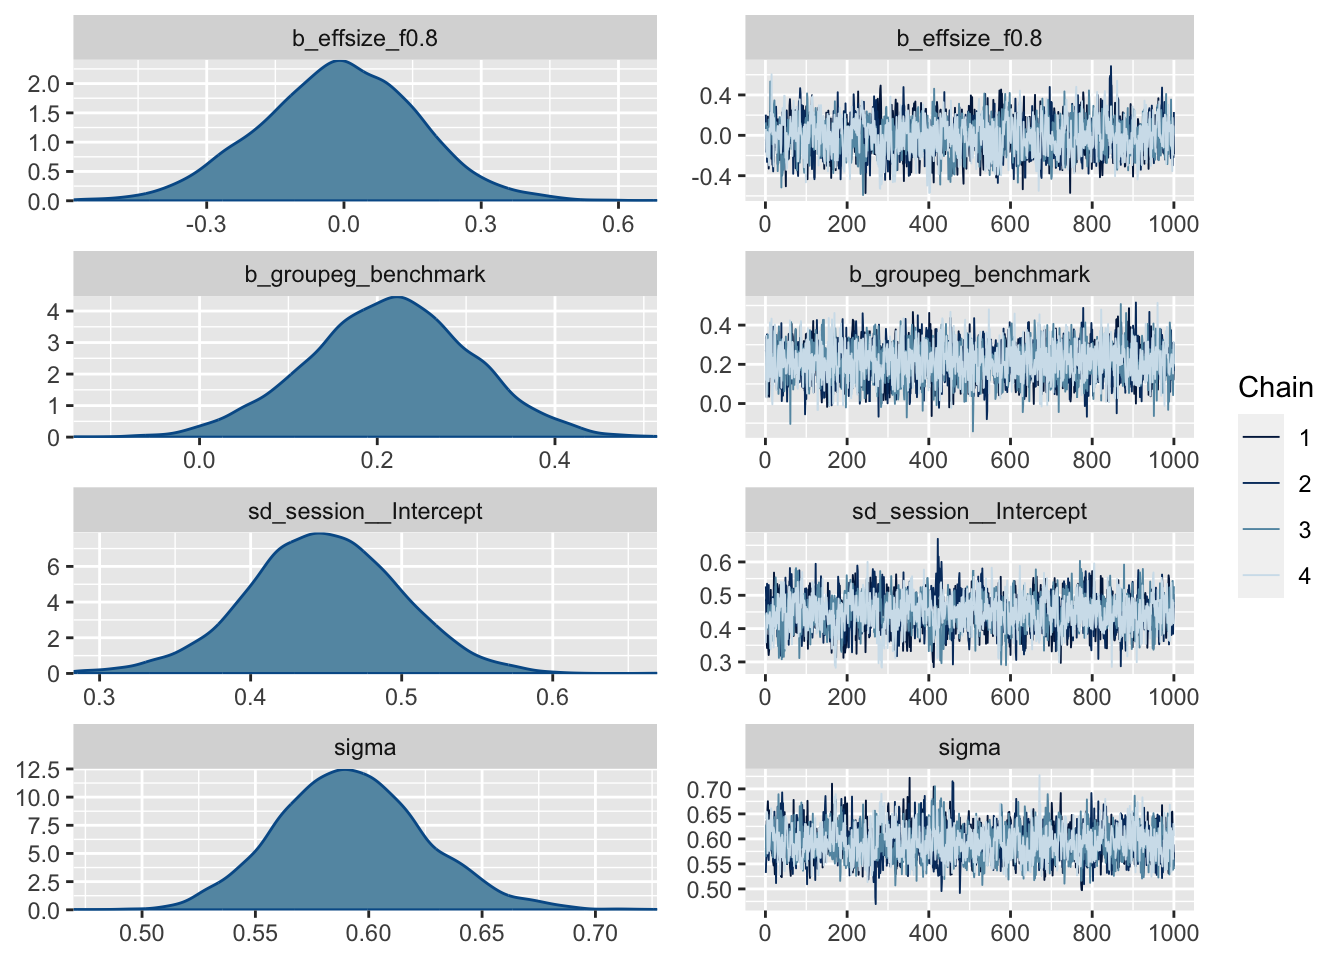 b_effsize_f0.8
b_effsize_f0.8
2.0
1.5
1.0
0.5
0.0
-0.3 0.0 0.3 0.6
0.4
0.0
-0.4
0 200 400 600 800 1000
b_groupeg_benchmark
b_groupeg_benchmark
4
3
2
1
0
0.0 0.2 0.4
0.4
0.2
0.0
0 200 400 600 800 1000
sd_session__Intercept
sd_session__Intercept
6
4
2
0
0.3 0.4 0.5 0.6
0.6
0.5
0.4
0.3
0 200 400 600 800 1000
sigma
sigma
12.5
10.0
7.5
5.0
2.5
0.0
0.50 0.55 0.60 0.65 0.70
0.70
0.65
0.60
0.55
0.50
0 200 400 600 800 1000
Chain
1
2
3
4